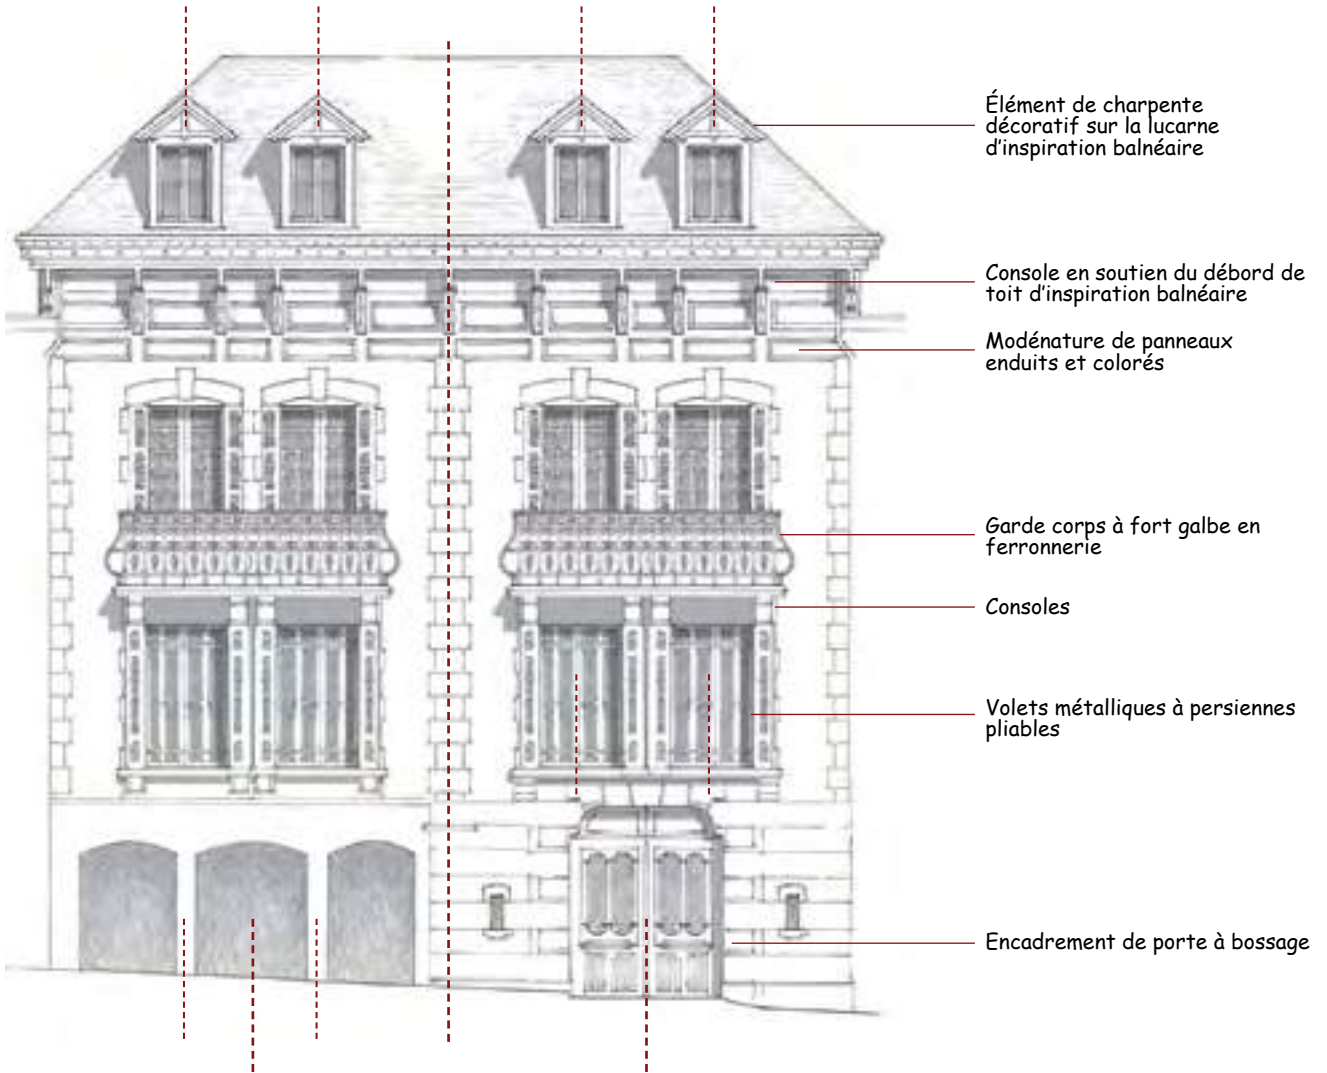 Élément de charpente
décoratif sur la lucarne
d'inspiration balnéaire
Console en soutien du débord de
toit d'inspiration balnéaire
Modénature de panneaux
enduits et colorés
Garde corps à fort galbe en
ferronnerie
Consoles
Volets métalliques à persiennes
pliables
Encadrement de porte à bossage